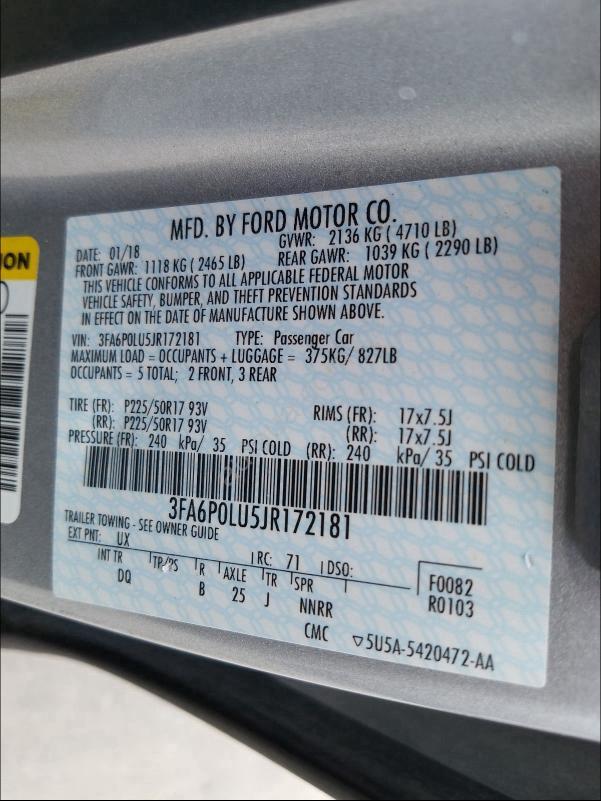 MFD. BY FORD MOTOR CO.
DATE: 01/18 GVWR: 2136 KG ( 4710 LB)
FRONT GAWR: 1118 KG ( 2465 LB) REAR GAWR: 1039 KG ( 2290 LB)
THIS VEHICLE CONFORMS TO ALL APPLICABLE FEDERAL MOTOR
VEHICLE SAFETY, BUMPER, AND THEFT PREVENTION STANDARDS
IN EFFECT ON THE DATE OF MANUFACTURE SHOWN ABOVE.
VIN: 3FA6P0LU5JR172181 TYPE: Passenger Car
MAXIMUM LOAD = OCCUPANTS + LUGGAGE = 375KG/ 827LB
OCCUPANTS = 5 TOTAL; 2 FRONT, 3 REAR
TIRE (FR): P225/50R17 93V RIMS (FR): 17x7.5J
(RR): P225/50R17 93V (RR): 17x7.5J
PRESSURE (FR): 240 kPa/ 35 PSI COLD (RR): 240 kPa/ 35 PSI COLD
3FA6P0LU5JR172181
TRAILER TOWING - SEE OWNER GUIDE
EXT PNT: UX RC: 71 DSO:
INT TR TP/PS R AXLE TR SPR F0082
DQ B 25 J NNRR R0103
CMC ▽5U5A-5420472-AA